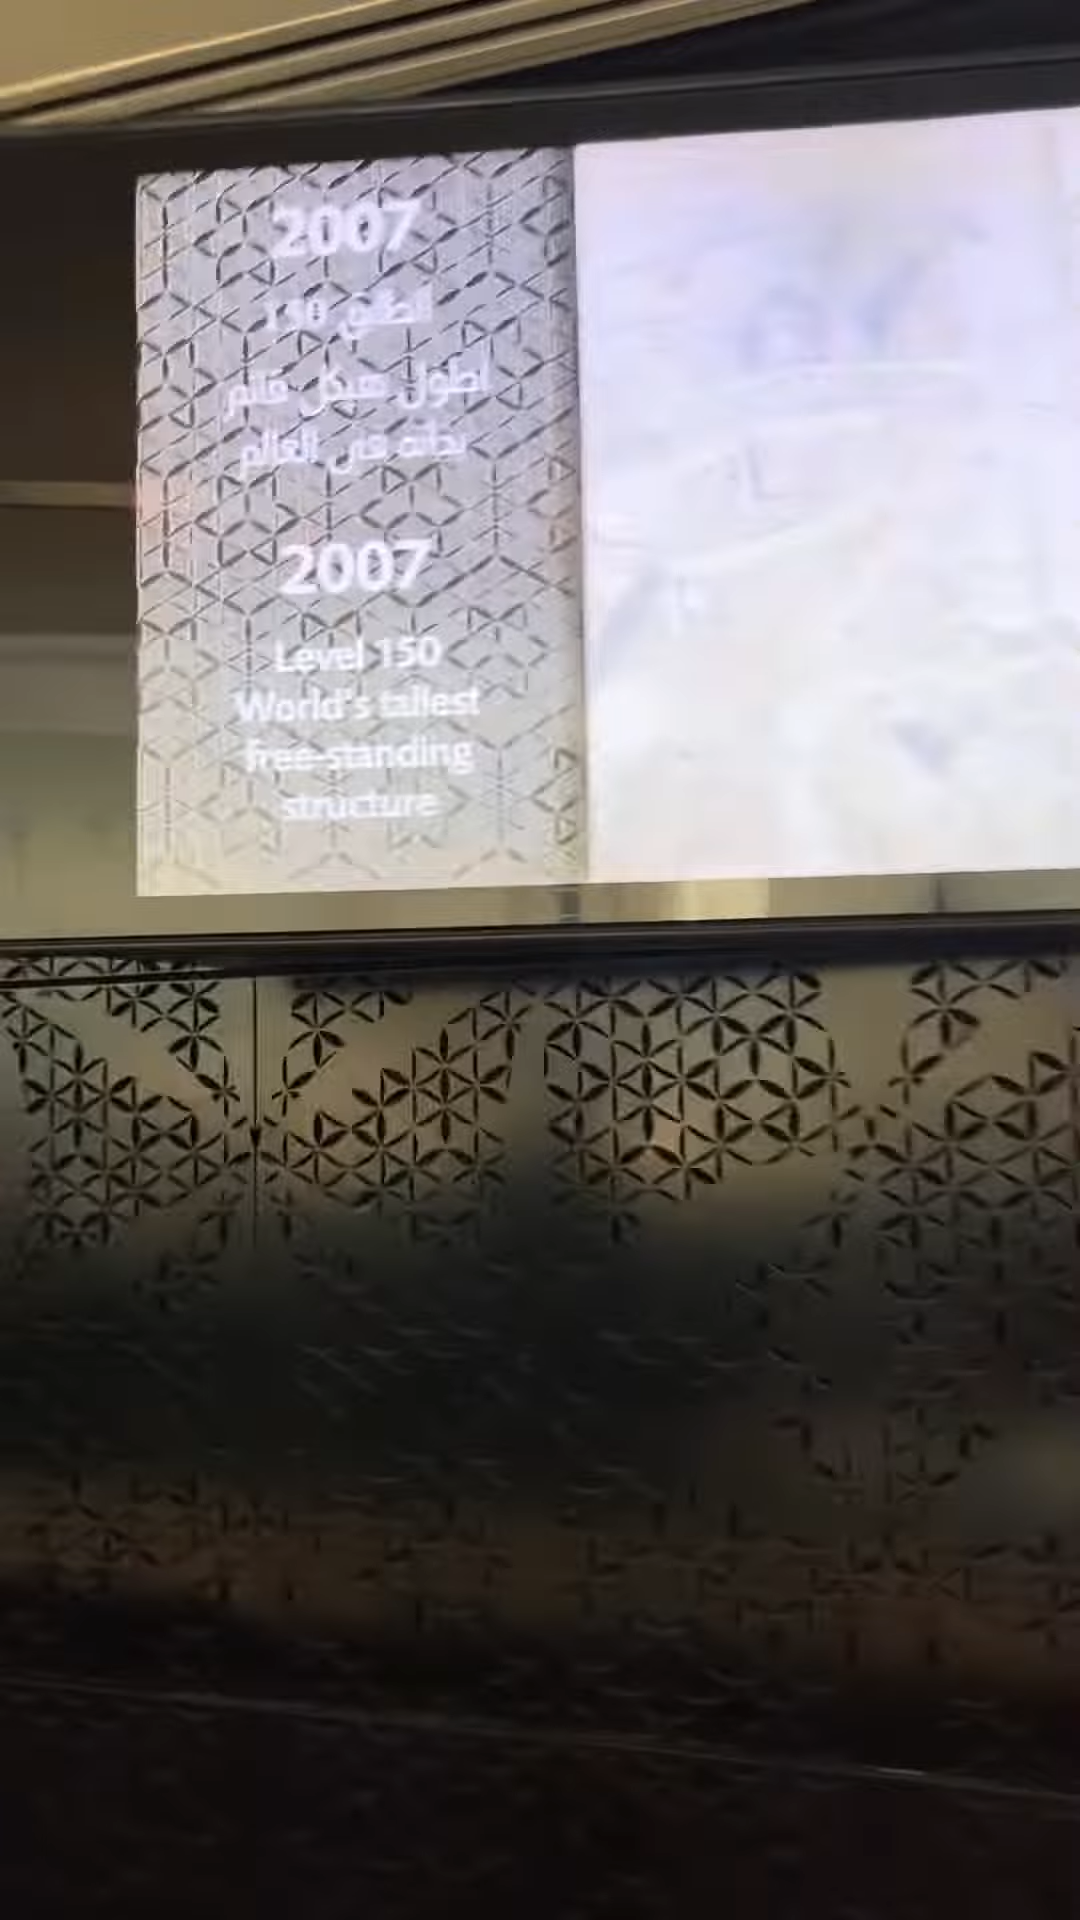 2007
الطابق 150
أطول هيكل قائم
بذاته في العالم
2007
Level 150
World's tallest
free-standing
structure